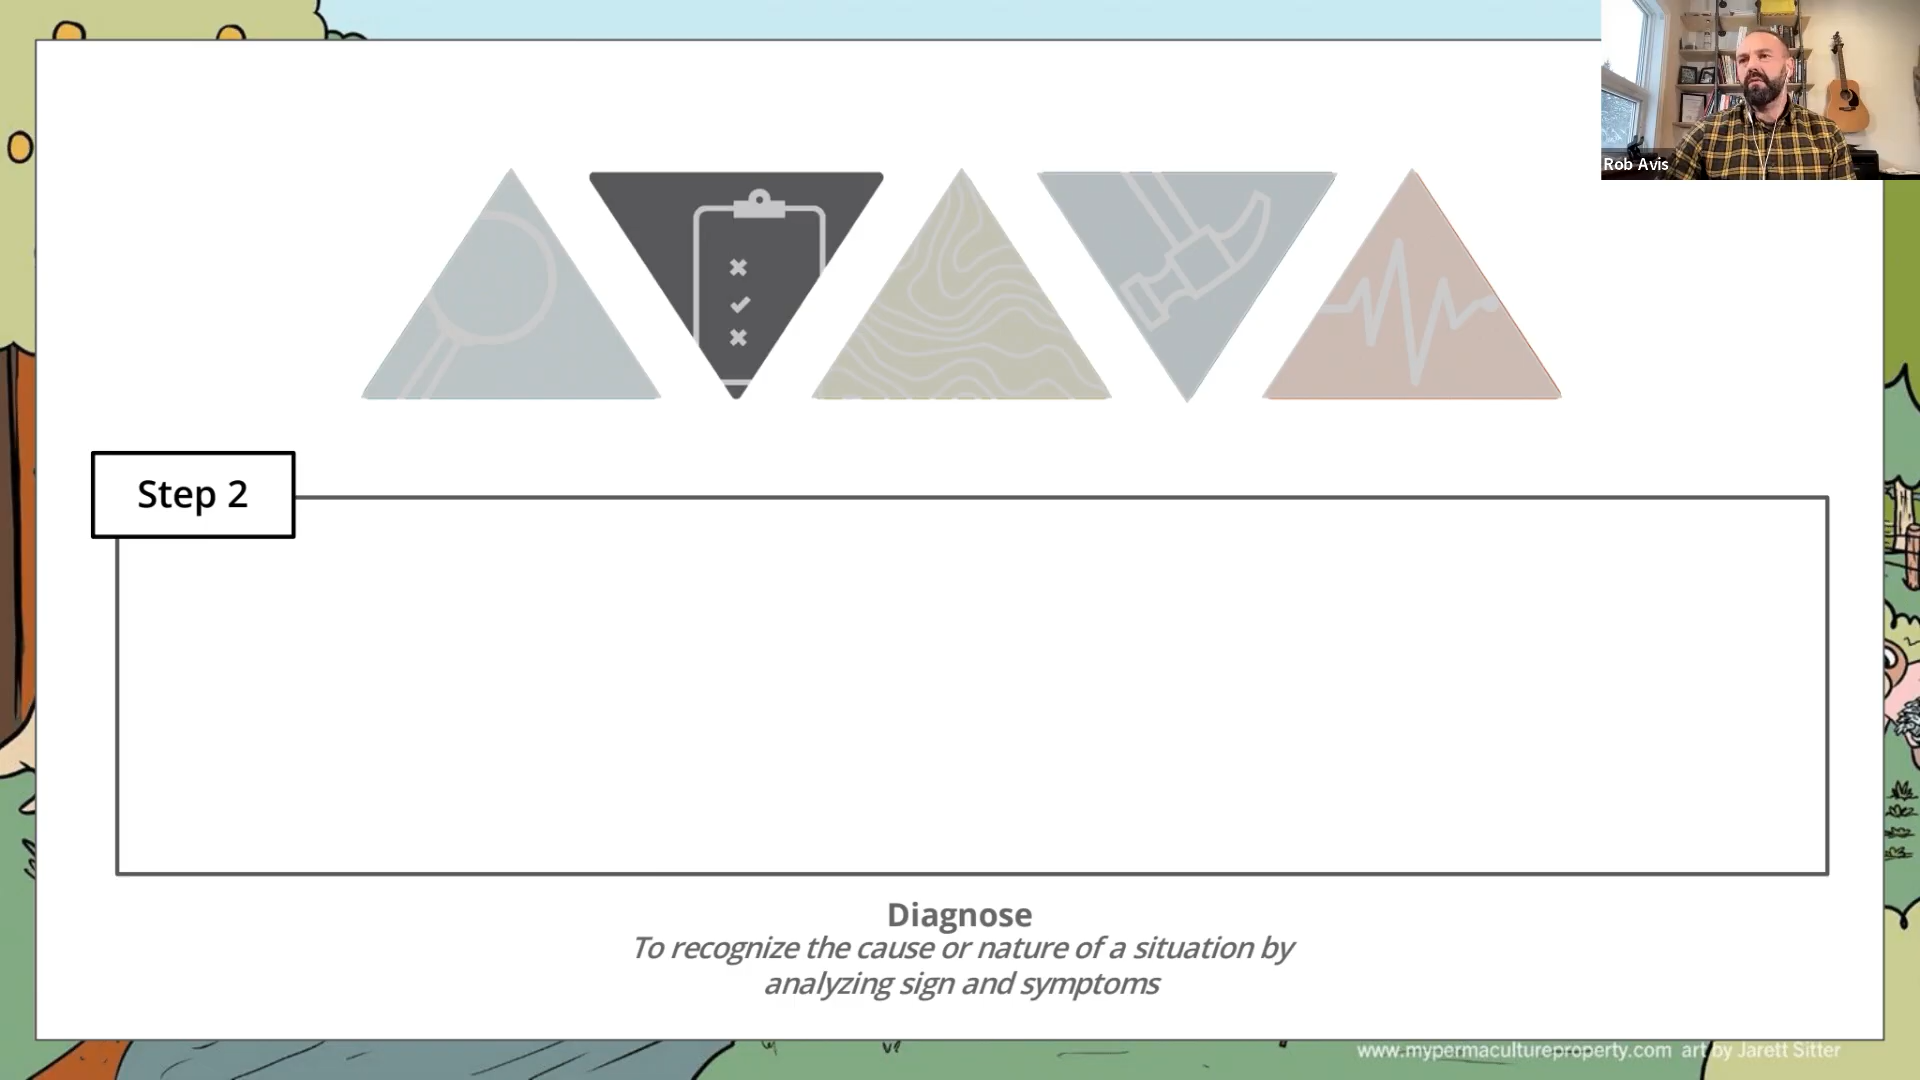 Rob Avis
Step 2
Diagnose
To recognize the cause or nature of a situation by
analyzing sign and symptoms
www.mypermacultureproperty.com art by Jarett Sitter